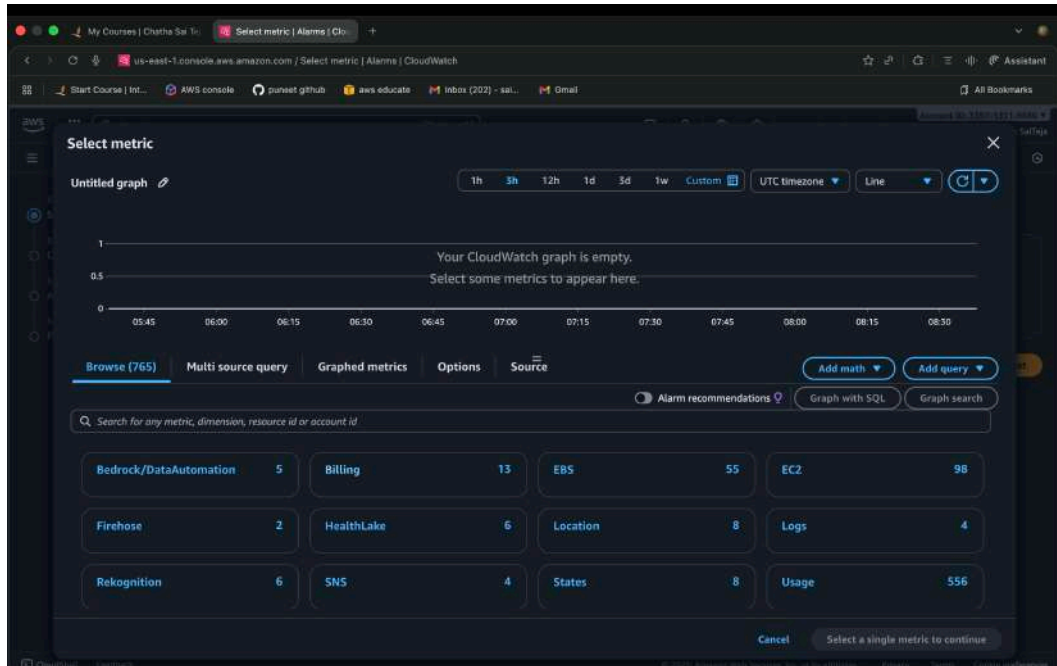 My Courses | Chatha Sai Te
Select metric | Alarms | Clo
us-east-1.console.aws.amazon.com / Select metric | Alarms | CloudWatch
Assistant
Start Course | Int...
AWS console
puneet github
aws educate
Inbox (202) - sai...
Gmail
All Bookmarks
aws
Select metric
Untitled graph
1h 3h 12h 1d 3d 1w Custom
UTC timezone
Line
1
0.5
0
Your CloudWatch graph is empty.
Select some metrics to appear here.
05:45 06:00 06:15 06:30 06:45 07:00 07:15 07:30 07:45 08:00 08:15 08:30
Browse (765) Multi source query Graphed metrics Options Source
Add math Add query
Alarm recommendations Graph with SQL Graph search
Search for any metric, dimension, resource id or account id
Bedrock/DataAutomation 5 Billing 13 EBS 55 EC2 98
Firehose 2 HealthLake 6 Location 8 Logs 4
Rekognition 6 SNS 4 States 8 Usage 556
Cancel Select a single metric to continue